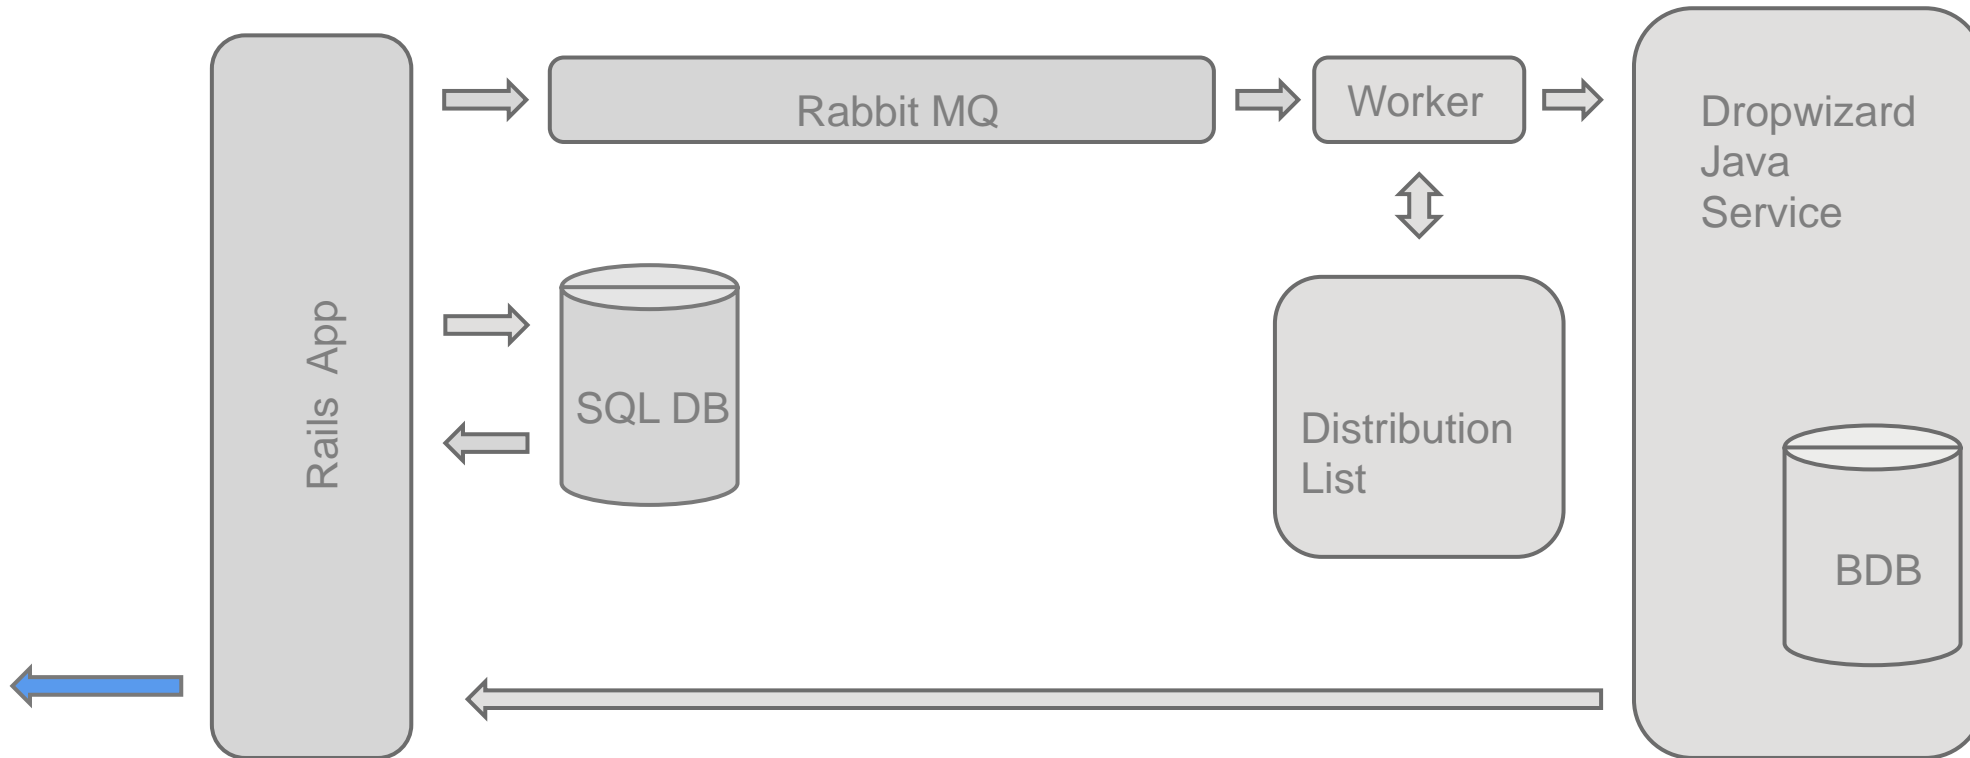 Rabbit MQ
Worker
Dropwizard
Java
Service
Rails App
SQL DB
Distribution
List
BDB